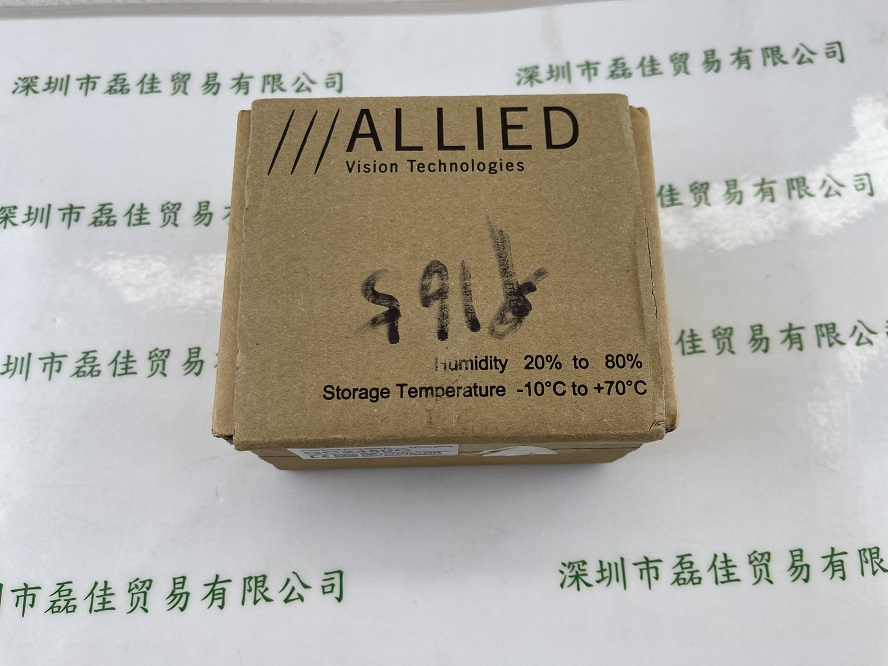 深圳市磊佳贸易有限公司
深圳市磊佳贸易有限公司
///ALLIED
Vision Technologies
深圳市磊佳贸易有
易有限公司
Humidity 20% to 80%
Storage Temperature -10°C to +70°C
深圳市磊佳贸易
贸易有限公司
深圳市磊佳贸易有限公司
深圳市磊佳贸易有限